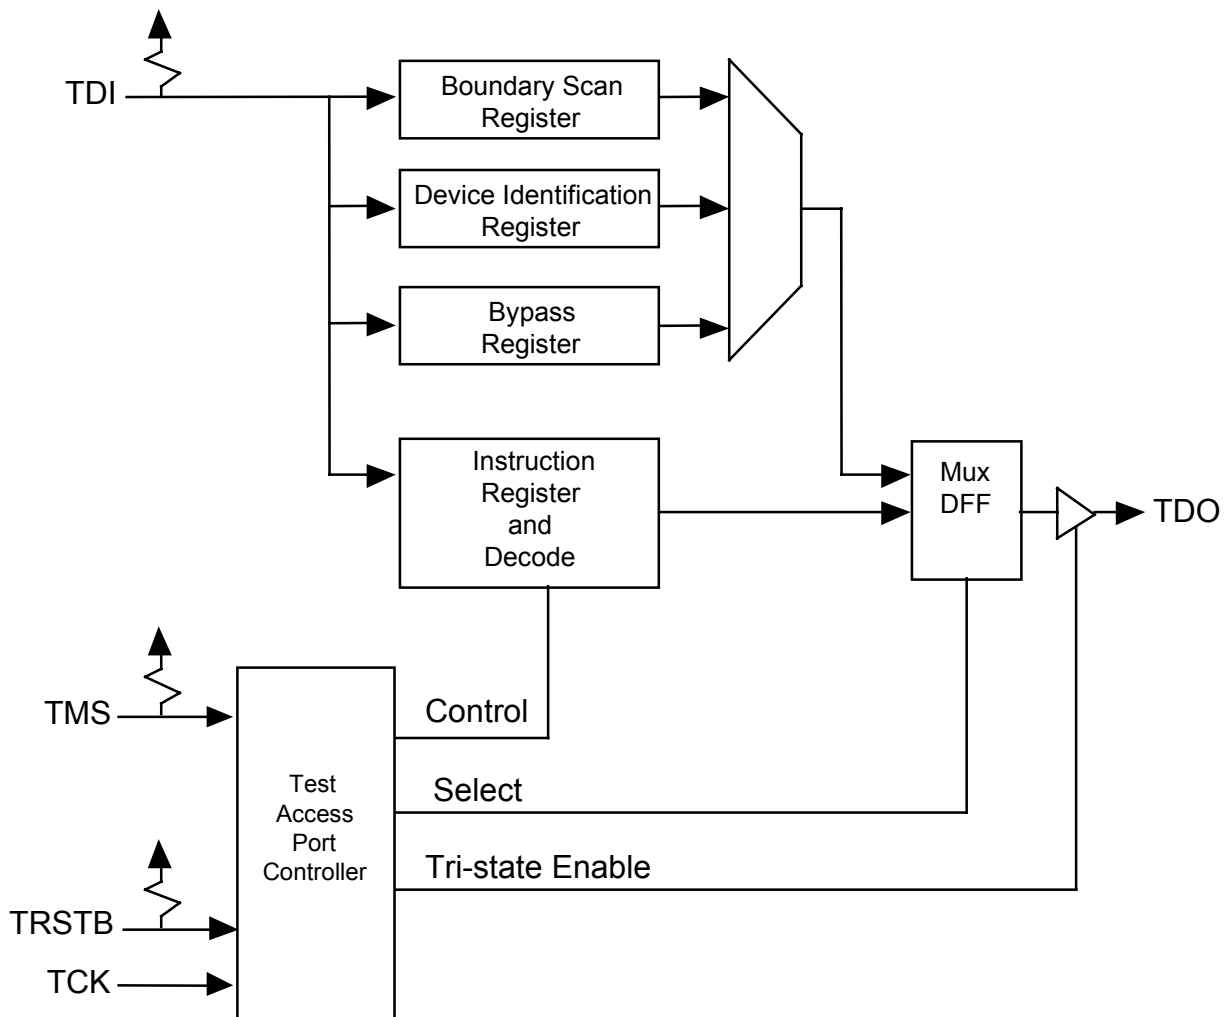 TDI
Boundary Scan
Register
Device Identification
Register
Bypass
Register
Instruction
Register
and
Decode
Mux
DFF
TDO
TMS
Control
Test
Access
Port
Controller
Select
Tri-state Enable
TRSTB
TCK